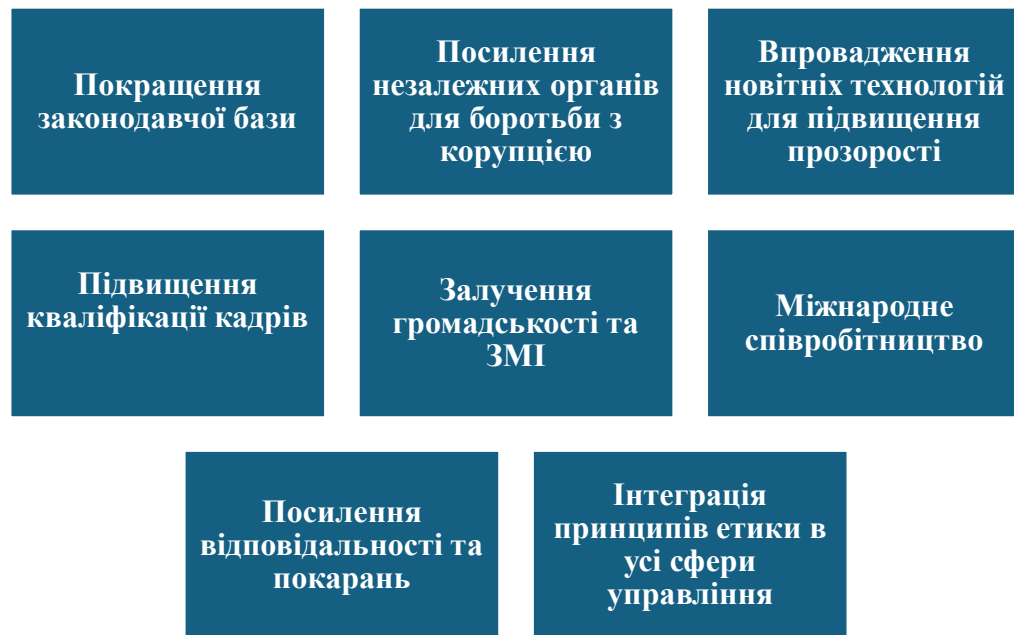 Покращення
законодавчої бази
Посилення
незалежних органів
для боротьби з
корупцією
Впровадження
новітніх технологій
для підвищення
прозорості
Підвищення
кваліфікації кадрів
Залучення
громадськості та
ЗМІ
Міжнародне
співробітництво
Посилення
відповідальності та
покарань
Інтеграція
принципів етики в
усі сфери
управління